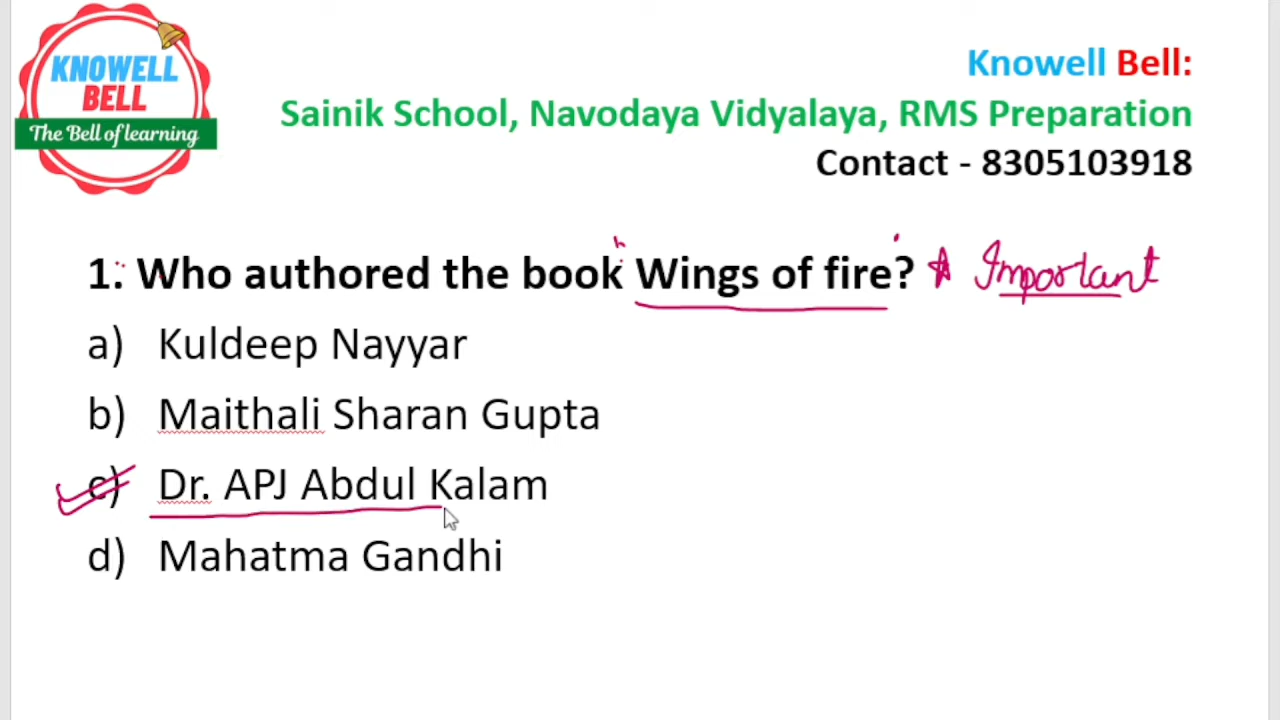 KNOWELL
BELL
The Bell of learning
Knowell Bell:
Sainik School, Navodaya Vidyalaya, RMS Preparation
Contact - 8305103918
1. Who authored the book Wings of fire? Important
a) Kuldeep Nayyar
b) Maithali Sharan Gupta
c) Dr. APJ Abdul Kalam
d) Mahatma Gandhi